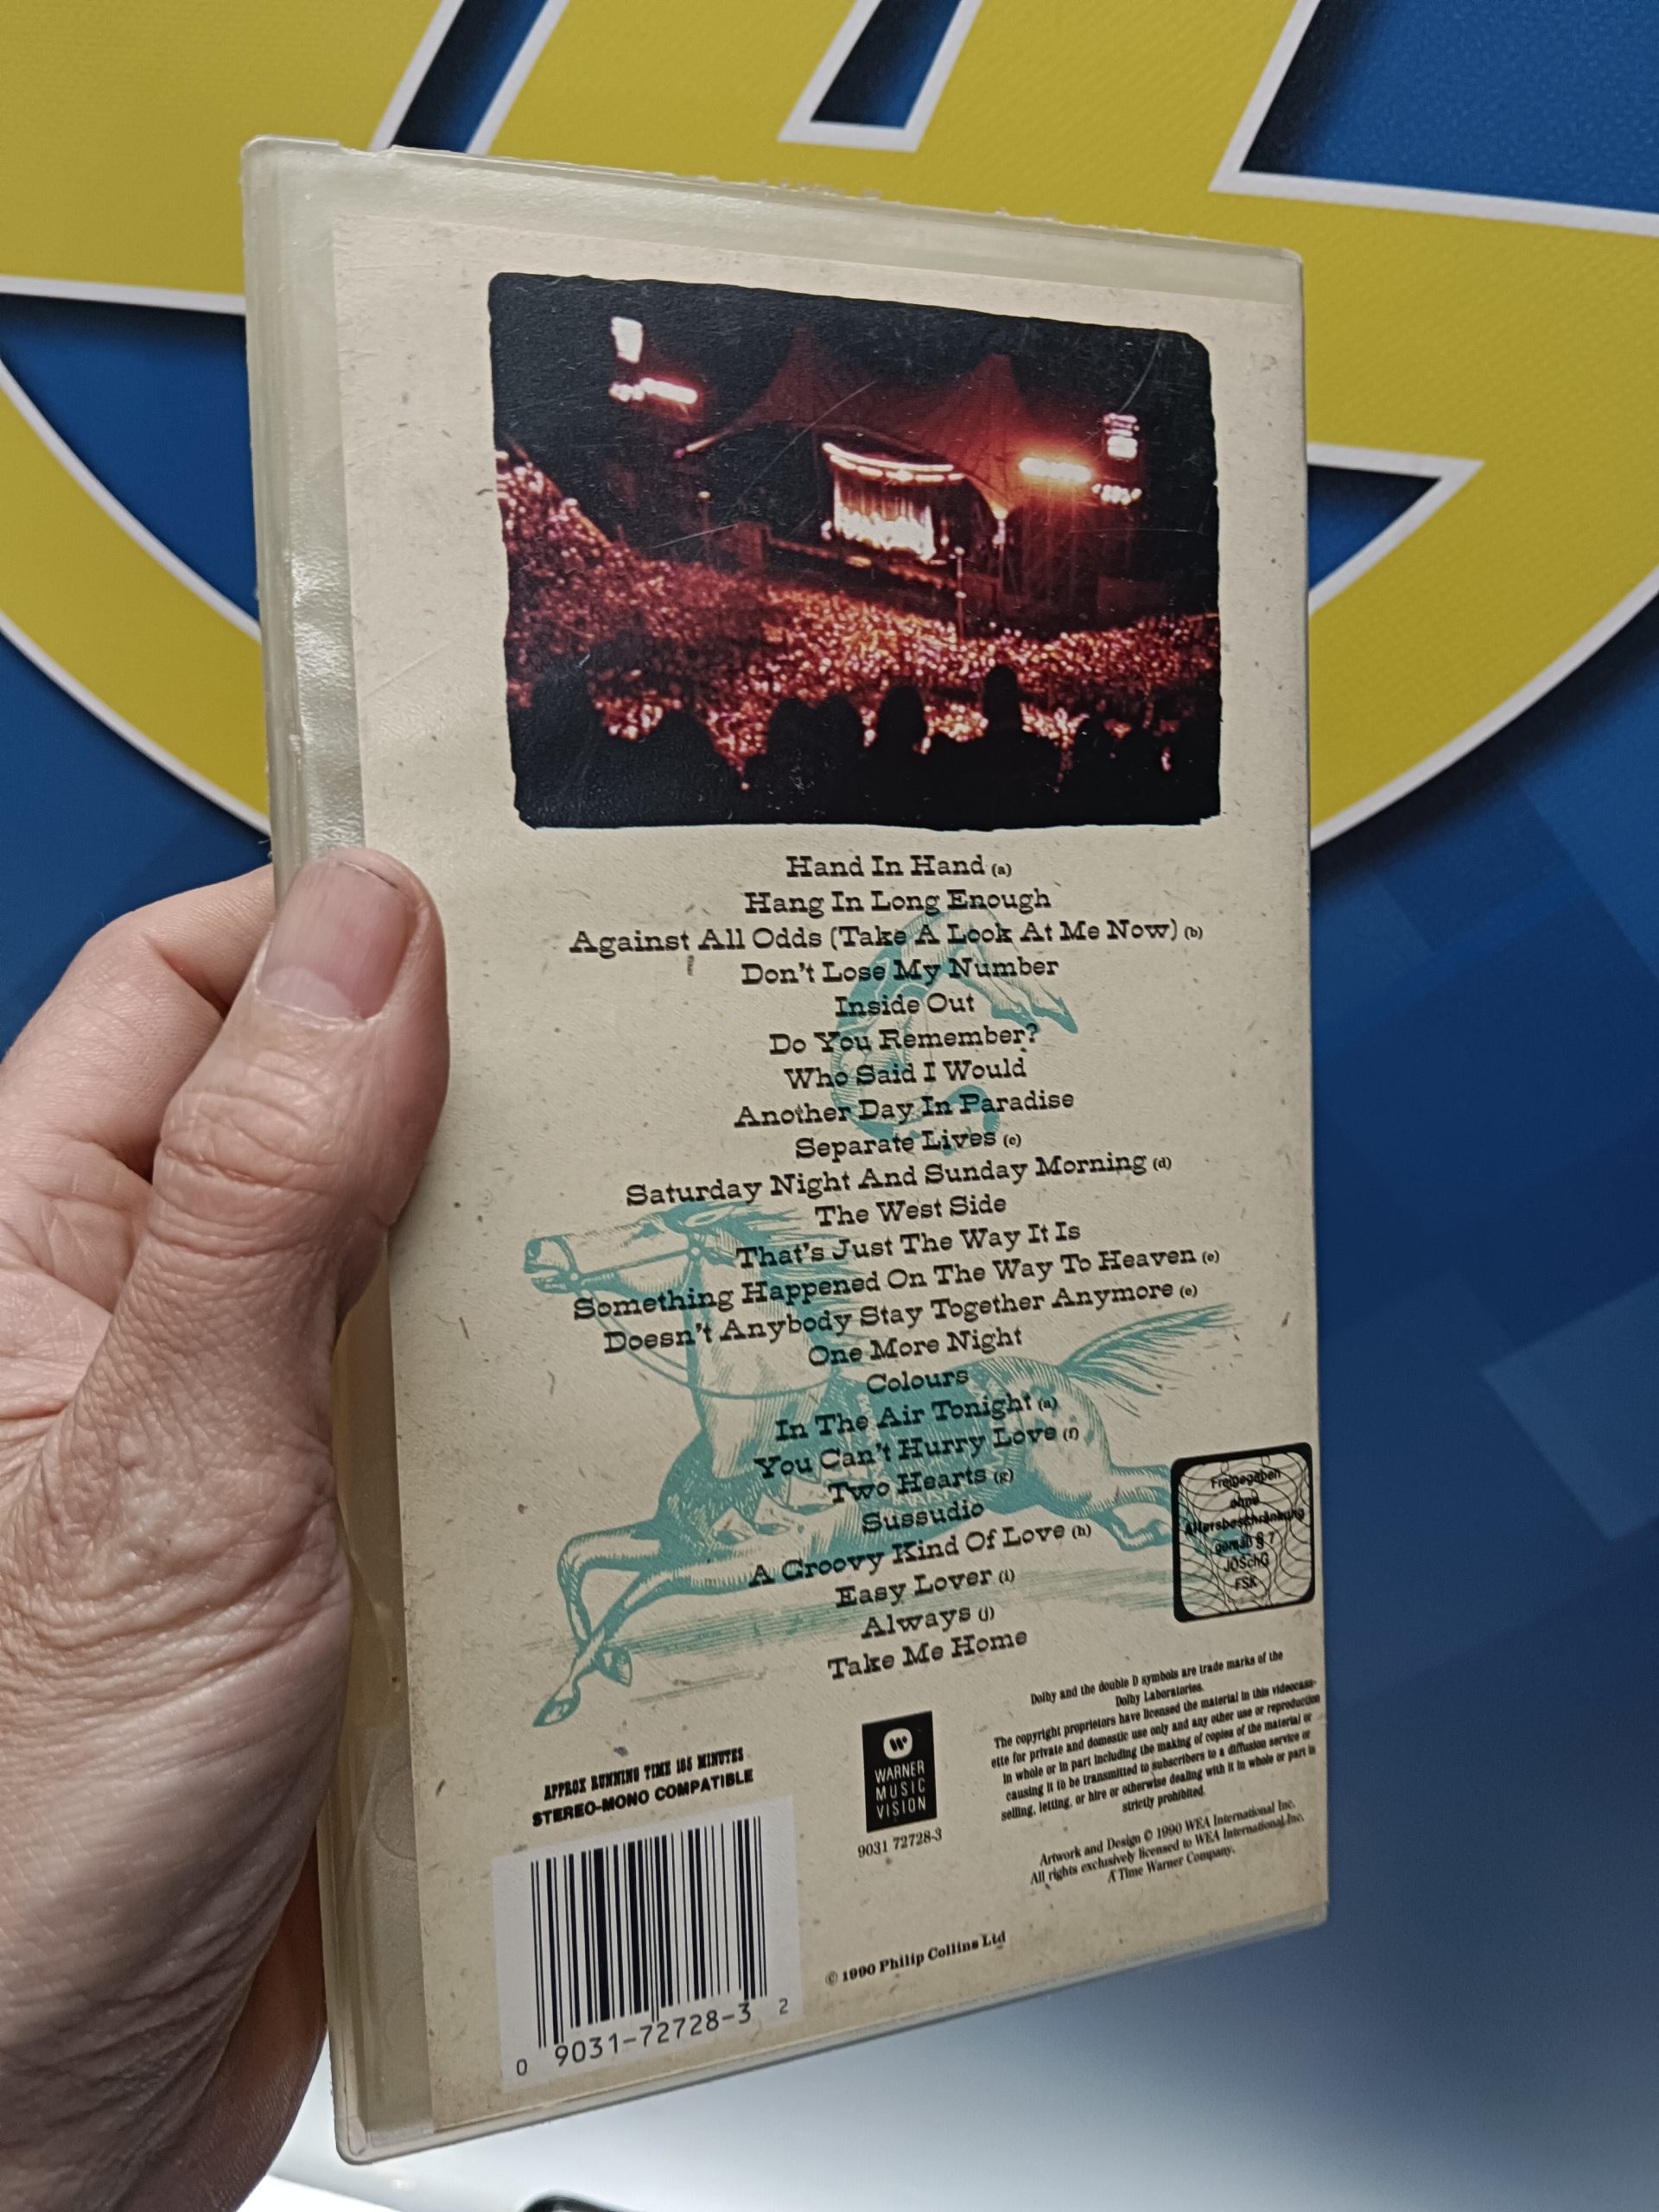 Hand In Hand (a)
Hang In Long Enough
Against All Odds (Take A Look At Me Now) (b)
Don't Lose My Number
Inside Out
Do You Remember?
Who Said I Would
Another Day In Paradise
Separate Lives (c)
Saturday Night And Sunday Morning (d)
The West Side
That's Just The Way It Is
Something Happened On The Way To Heaven (e)
Doesn't Anybody Stay Together Anymore (e)
One More Night
Colours
In The Air Tonight (a)
You Can't Hurry Love (f)
Two Hearts (g)
Sussudio
A Groovy Kind Of Love (h)
Easy Lover (i)
Always (j)
Take Me Home
Freigegeben
ohne
Altersbeschränkung
gemäß § 7
JÖSchG
FSK
Dolby and the double D symbols are trade marks of the
Dolby Laboratories.
The copyright proprietors have licensed the material in this videocass-
ette for private and domestic use only and any other use or reproduction
in whole or in part including the making of copies of the material or
causing it to be transmitted to subscribers to a diffusion service or
selling, letting, or hire or otherwise dealing with it in whole or part is
strictly prohibited.
Artwork and Design © 1990 WEA International Inc.
All rights exclusively licensed to WEA International Inc.
A Time Warner Company.
WARNER
MUSIC
VISION
9031 72728-3
APPROX RUNNING TIME 165 MINUTES
STEREO-MONO COMPATIBLE
0 9031-72728-3 2
© 1990 Philip Collins Ltd